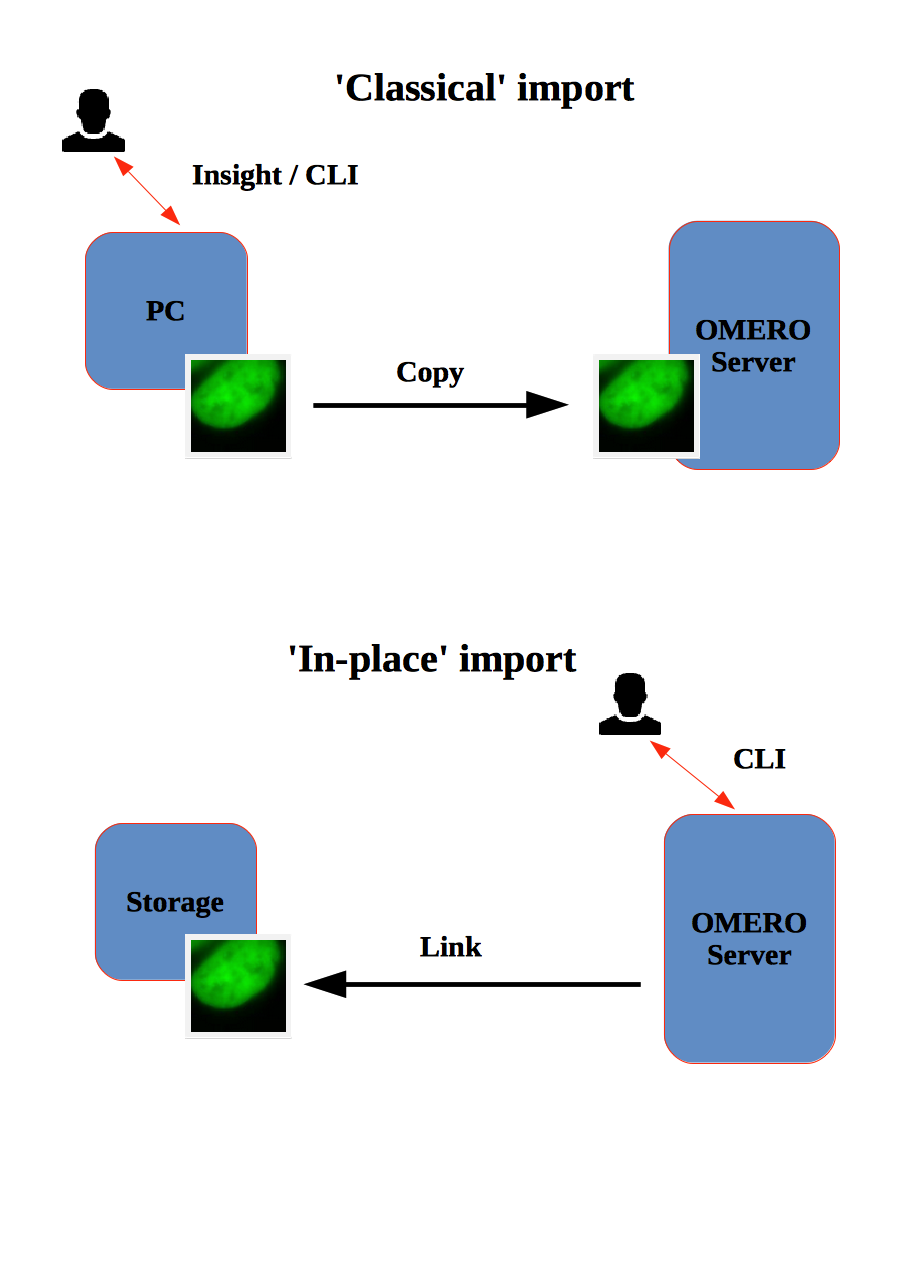 'Classical' import
Insight / CLI
PC
OMERO
Server
Copy
'In-place' import
CLI
Storage
OMERO
Server
Link